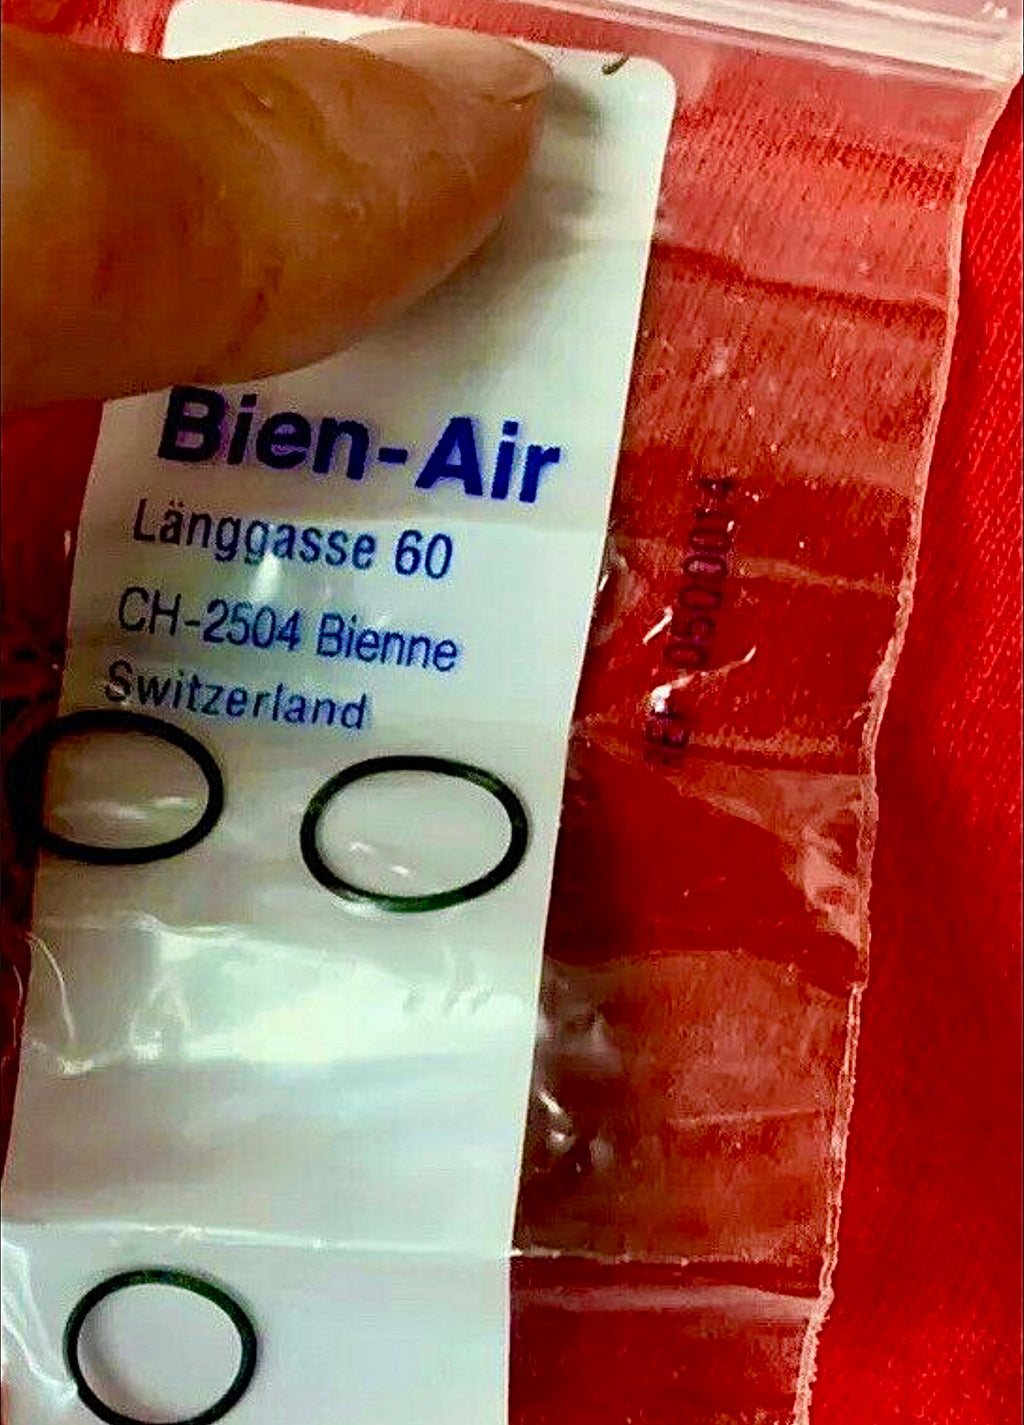 Bien-Air
Länggasse 60
CH-2504 Bienne
Switzerland